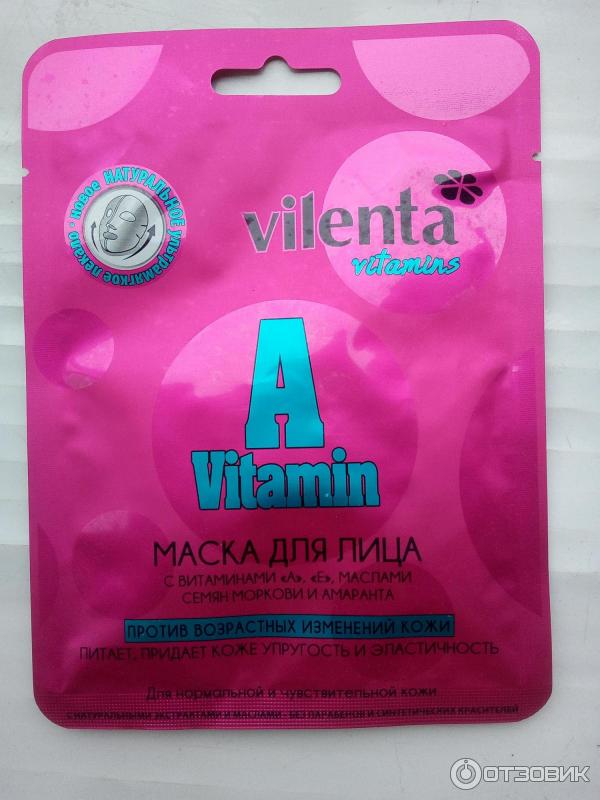 новое НАТУРАЛЬНОЕ ультрамягкое лекало
vilenta
vitamins
A
Vitamin
МАСКА ДЛЯ ЛИЦА
С ВИТАМИНАМИ «А», «Е», МАСЛАМИ
СЕМЯН МОРКОВИ И АМАРАНТА
ПРОТИВ ВОЗРАСТНЫХ ИЗМЕНЕНИЙ КОЖИ
ПИТАЕТ, ПРИДАЕТ КОЖЕ УПРУГОСТЬ И ЭЛАСТИЧНОСТЬ
Для нормальной и чувствительной кожи
С НАТУРАЛЬНЫМИ ЭКСТРАКТАМИ И МАСЛАМИ - БЕЗ ПАРАБЕНОВ И СИНТЕТИЧЕСКИХ КРАСИТЕЛЕЙ
ОТЗОВИК